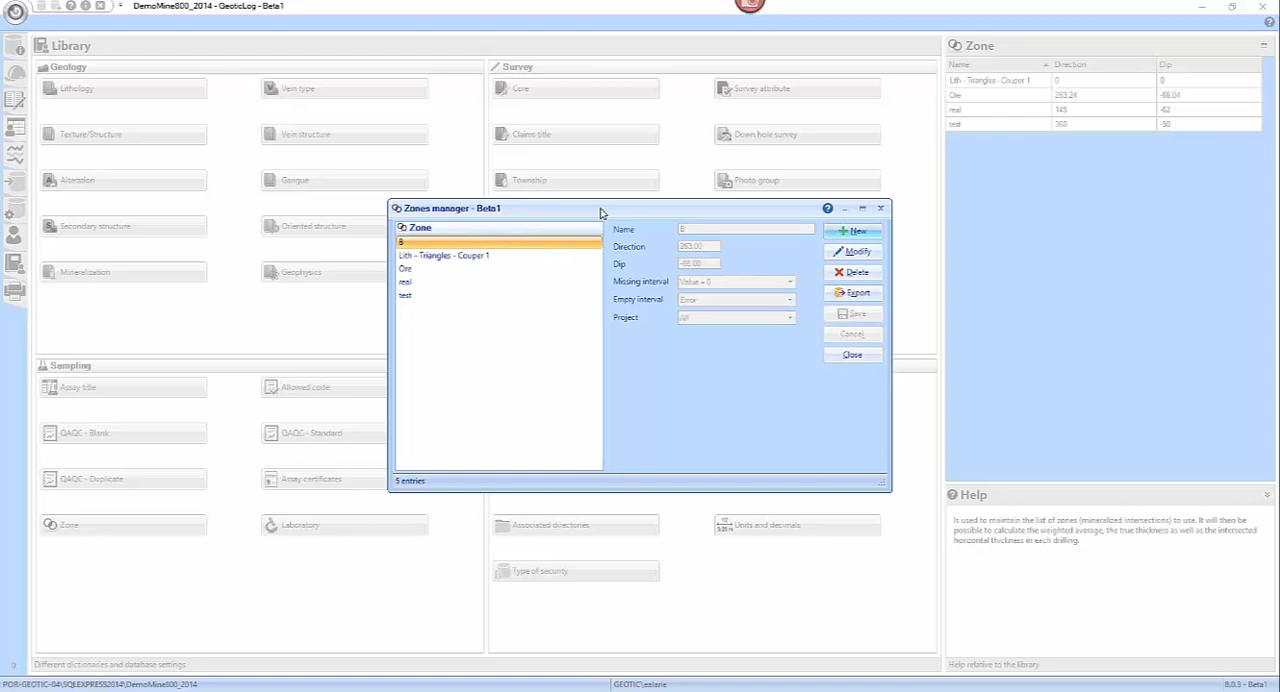 DemoMine800_2014 - GeoticLog - Beta1
Library
Geology
Lithology
Vein type
Texture/Structure
Vein structure
Alteration
Gangue
Secondary structure
Oriented structure
Mineralization
Geophysics
Survey
Core
Survey attribute
Claims title
Down hole survey
Township
Photo group
Sampling
Assay title
Allowed code
QAQC - Blank
QAQC - Standard
QAQC - Duplicate
Assay certificates
Zone
Laboratory
Associated directories
Units and decimals
Type of security
Zones manager - Beta1
Zone
B
Lith - Triangles - Couper 1
Ore
real
test
5 entries
Name B
Direction 263.00
Dip -66.00
Missing interval Value = 0
Empty interval Error
Project All
New
Modify
Delete
Export
Save
Cancel
Close
Zone
Name Direction Dip
Lith - Triangles - Couper 1 0 0
Ore 263.24 -66.04
real 145 -62
test 360 -90
Help
Is used to maintain the list of zones (mineralized intersections) to use. It will then be
possible to calculate the weighted average, the true thickness as well as the intersected
horizontal thickness in each drilling.
Different dictionaries and database settings
Help relative to the library
POR-GEOTIC-04\SQLEXPRESS2014\DemoMine800_2014
GEOTIC\ealarie
8.0.3 - Beta1